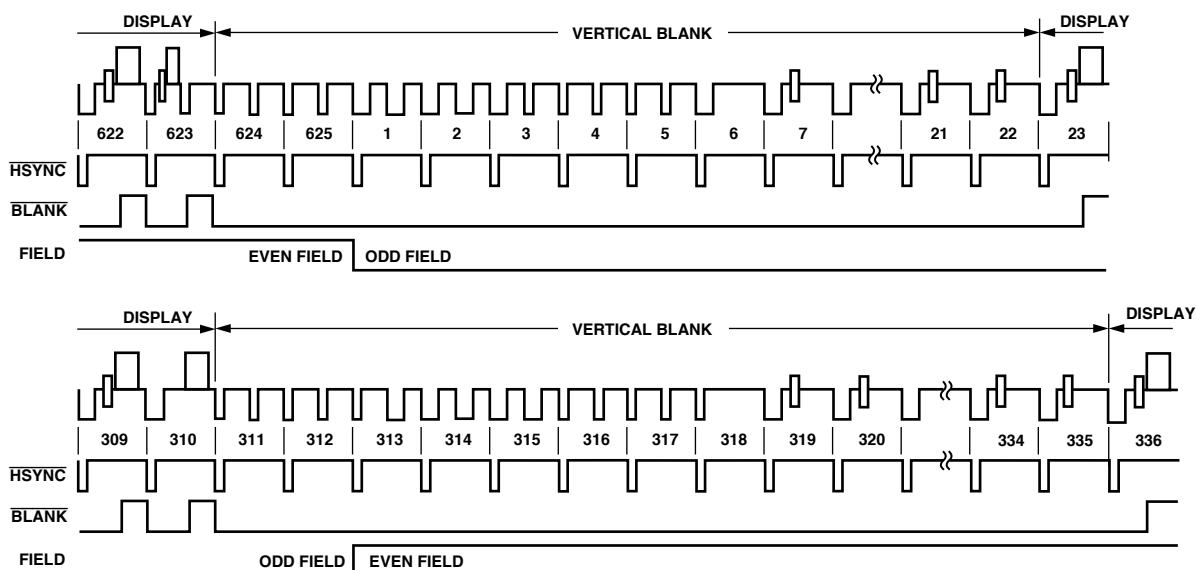 DISPLAY VERTICAL BLANK DISPLAY
622 623 624 625 1 2 3 4 5 6 7 21 22 23
HSYNC
BLANK
FIELD EVEN FIELD ODD FIELD
DISPLAY VERTICAL BLANK DISPLAY
309 310 311 312 313 314 315 316 317 318 319 320 334 335 336
HSYNC
BLANK
FIELD ODD FIELD EVEN FIELD